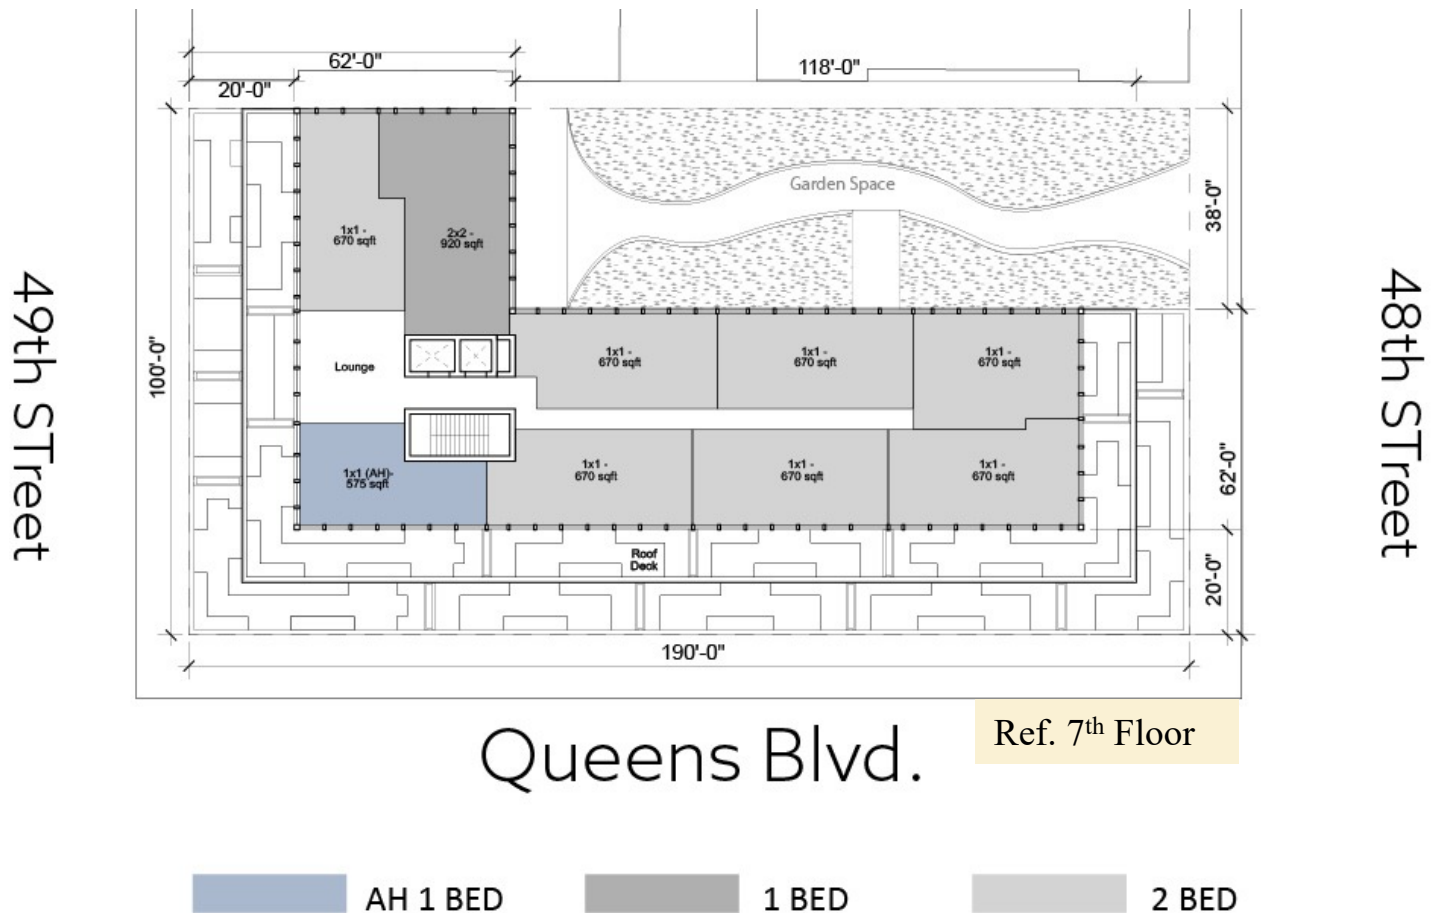 62'-0"
118'-0"
20'-0"
Garden Space
38'-0"
1x1 -
670 sqft
2x2 -
920 sqft
49th STreet
48th STreet
100'-0"
Lounge
1x1 -
670 sqft
1x1 -
670 sqft
1x1 -
670 sqft
1x1 (AH)-
575 sqft
1x1 -
670 sqft
1x1 -
670 sqft
1x1 -
670 sqft
62'-0"
Roof
Deck
20'-0"
190'-0"
Ref. 7th Floor
Queens Blvd.
AH 1 BED
1 BED
2 BED